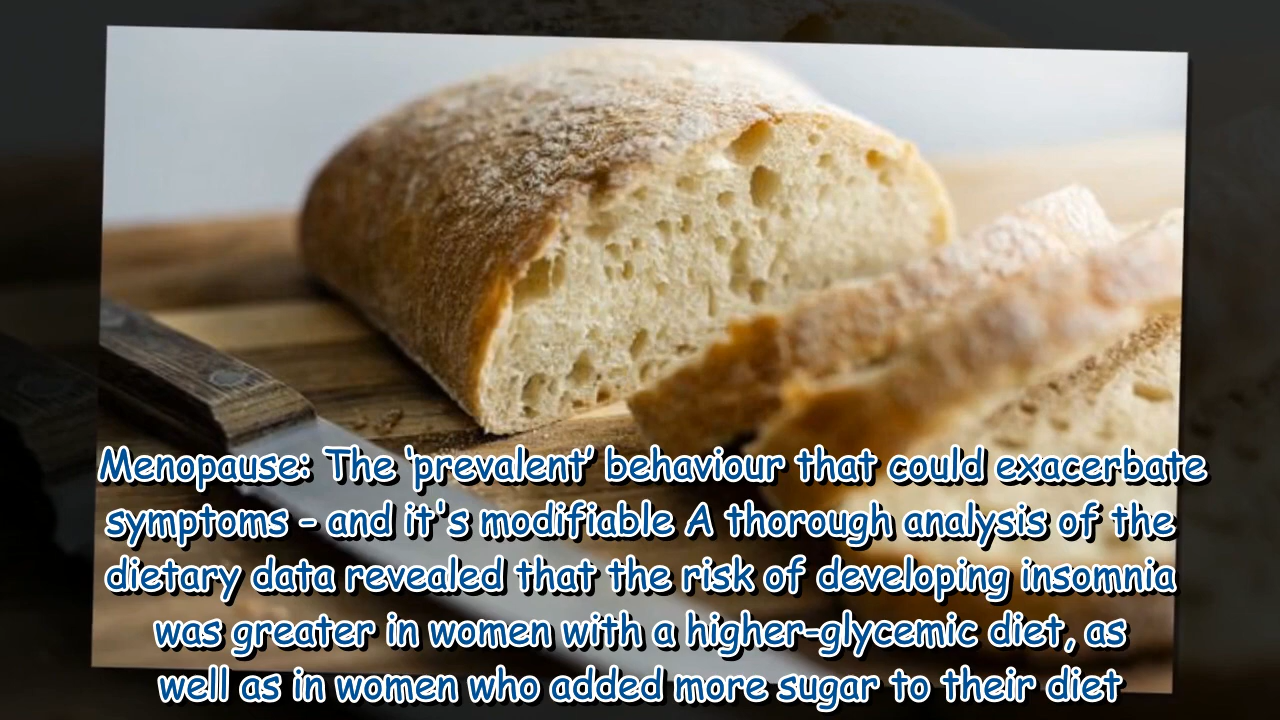 Menopause: The ‘prevalent’ behaviour that could exacerbate
symptoms – and it's modifiable A thorough analysis of the
dietary data revealed that the risk of developing insomnia
was greater in women with a higher-glycemic diet, as
well as in women who added more sugar to their diet